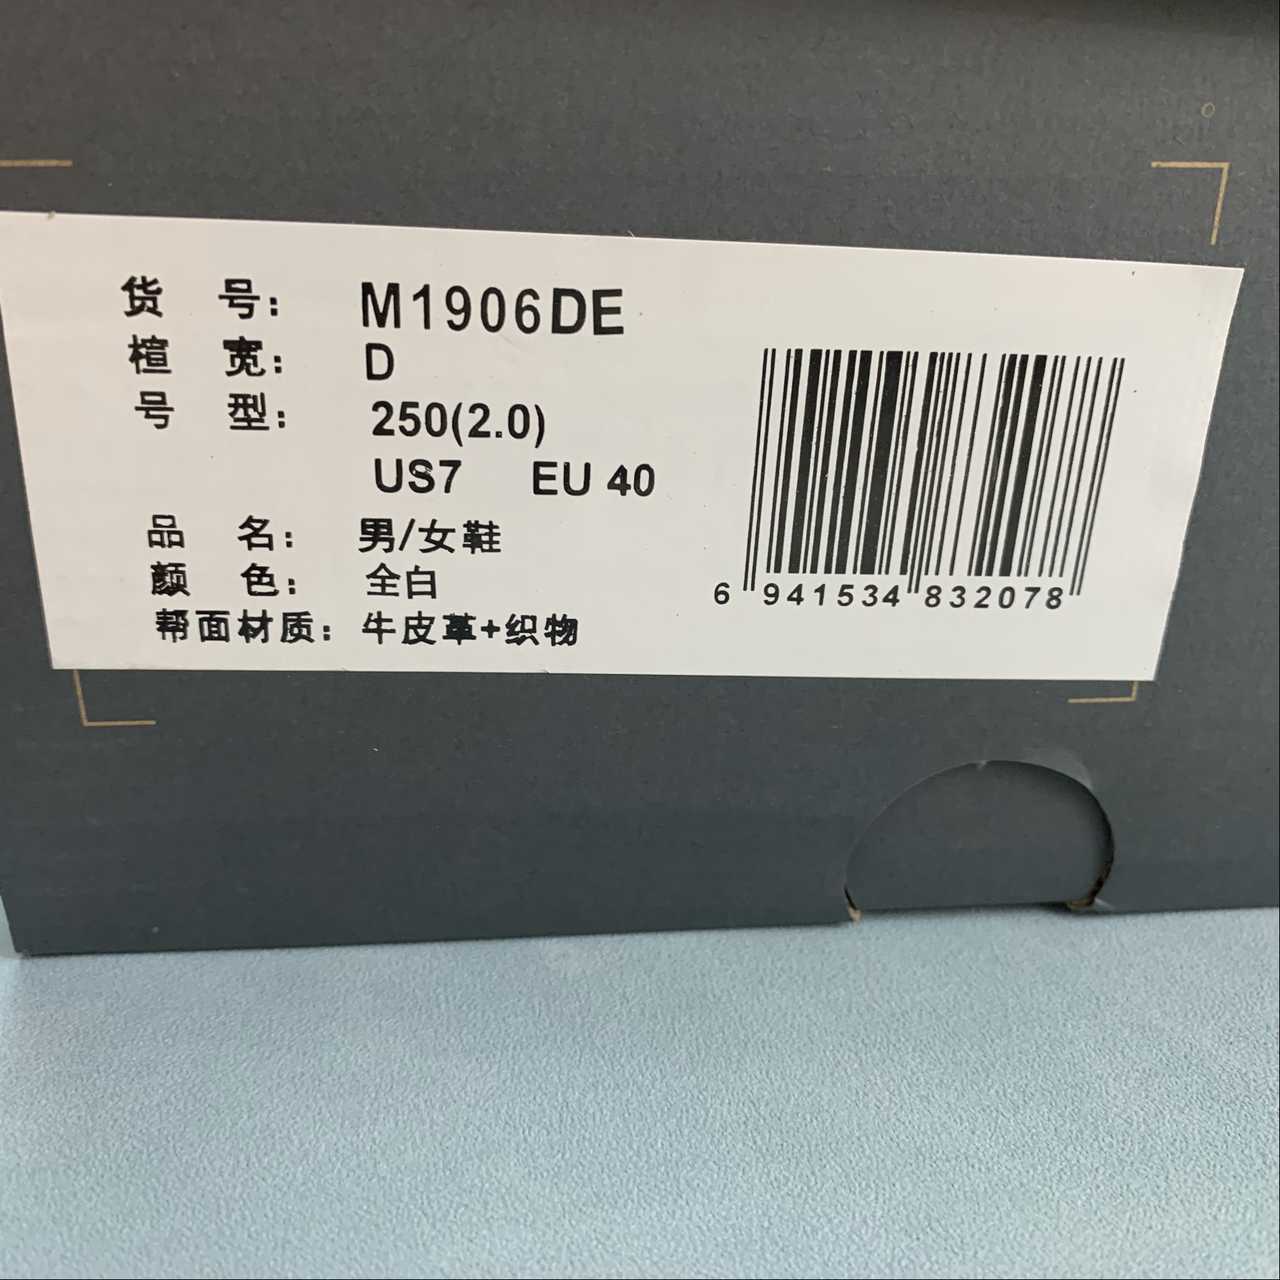 货 号： M1906DE
楦 宽： D
号 型： 250(2.0)
US7 EU 40
品 名： 男/女鞋
颜 色： 全白
帮面材质： 牛皮革+织物
6 941534 832078